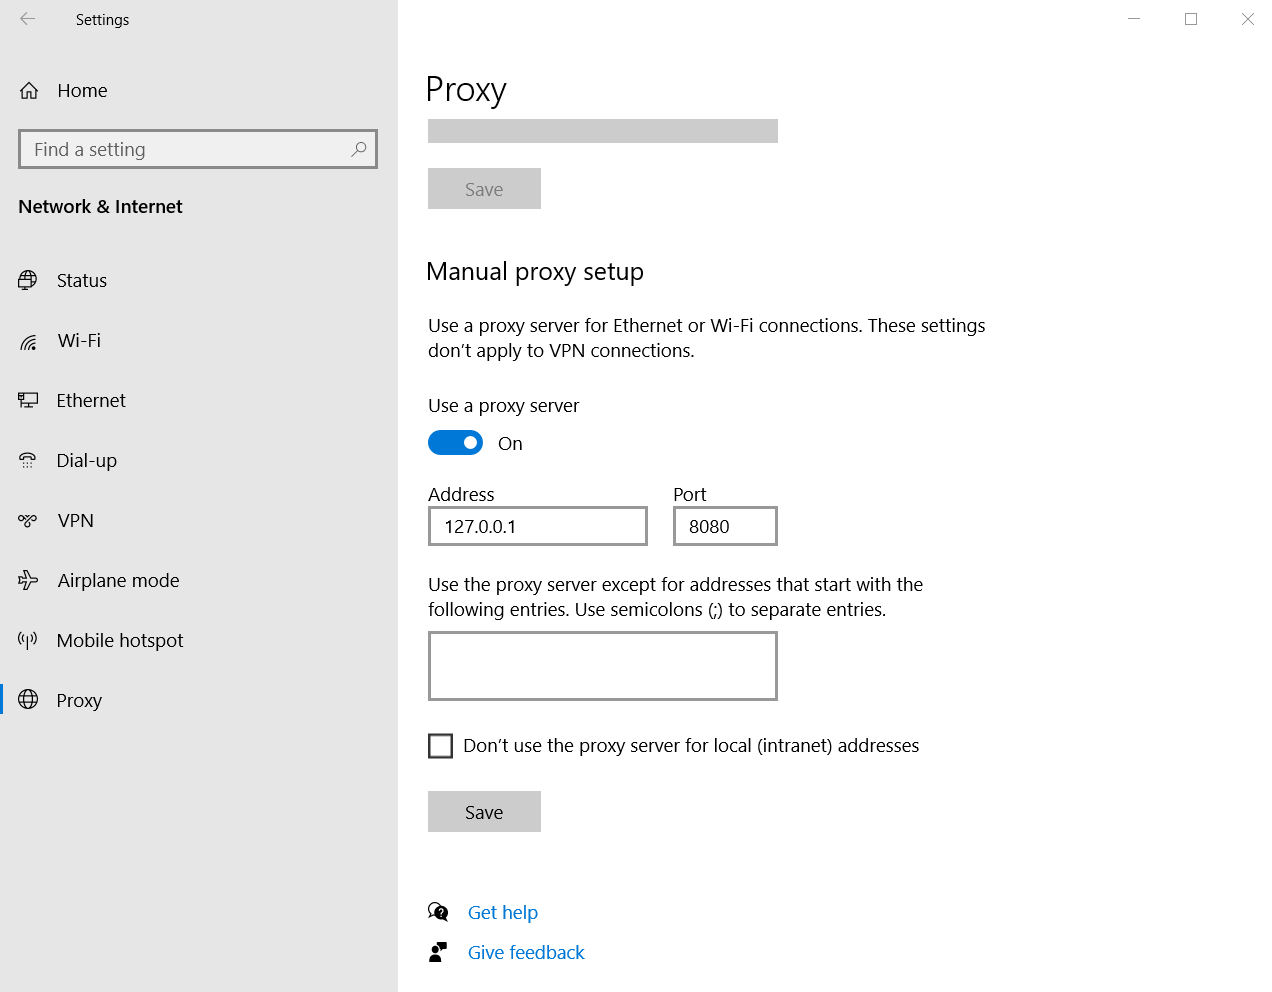 Settings
Home
Find a setting
Network & Internet
Status
Wi-Fi
Ethernet
Dial-up
VPN
Airplane mode
Mobile hotspot
Proxy
Proxy
Save
Manual proxy setup
Use a proxy server for Ethernet or Wi-Fi connections. These settings
don't apply to VPN connections.
Use a proxy server
On
Address Port
127.0.0.1 8080
Use the proxy server except for addresses that start with the
following entries. Use semicolons (;) to separate entries.
Don't use the proxy server for local (intranet) addresses
Save
Get help
Give feedback